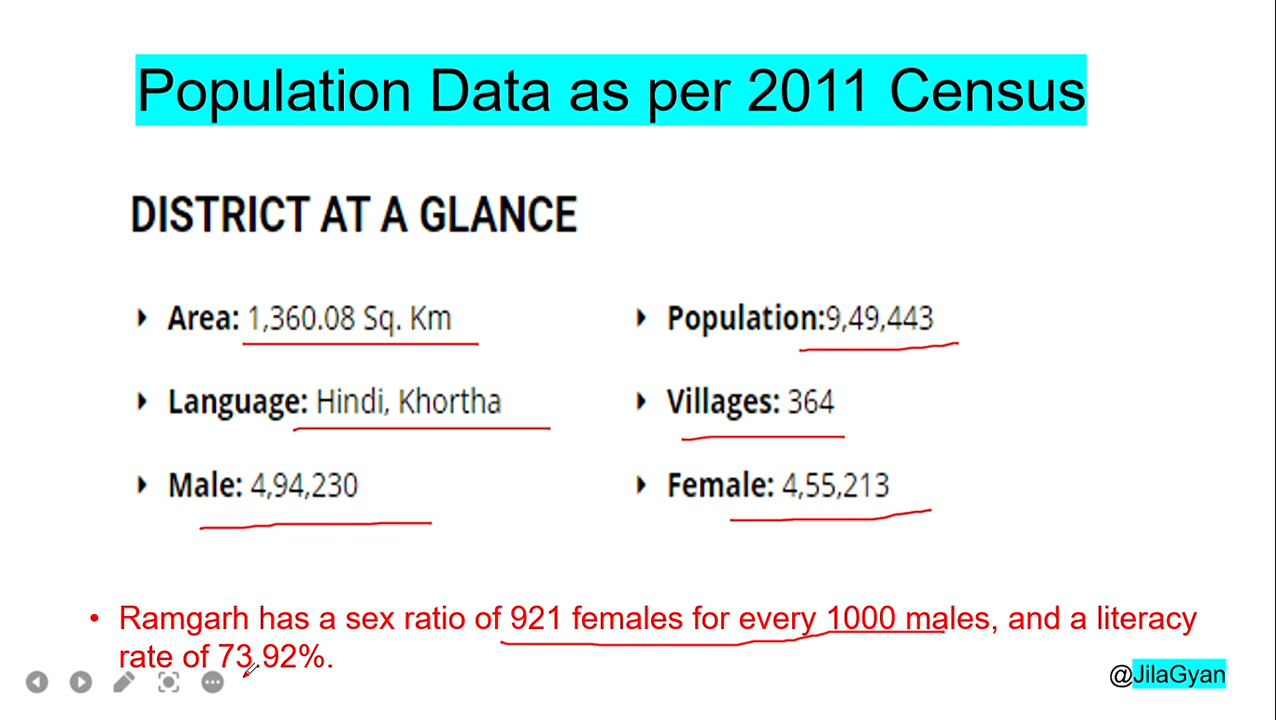 Population Data as per 2011 Census
DISTRICT AT A GLANCE
Area: 1,360.08 Sq. Km
Population:9,49,443
Language: Hindi, Khortha
Villages: 364
Male: 4,94,230
Female: 4,55,213
• Ramgarh has a sex ratio of 921 females for every 1000 males, and a literacy
rate of 73.92%.
@JilaGyan